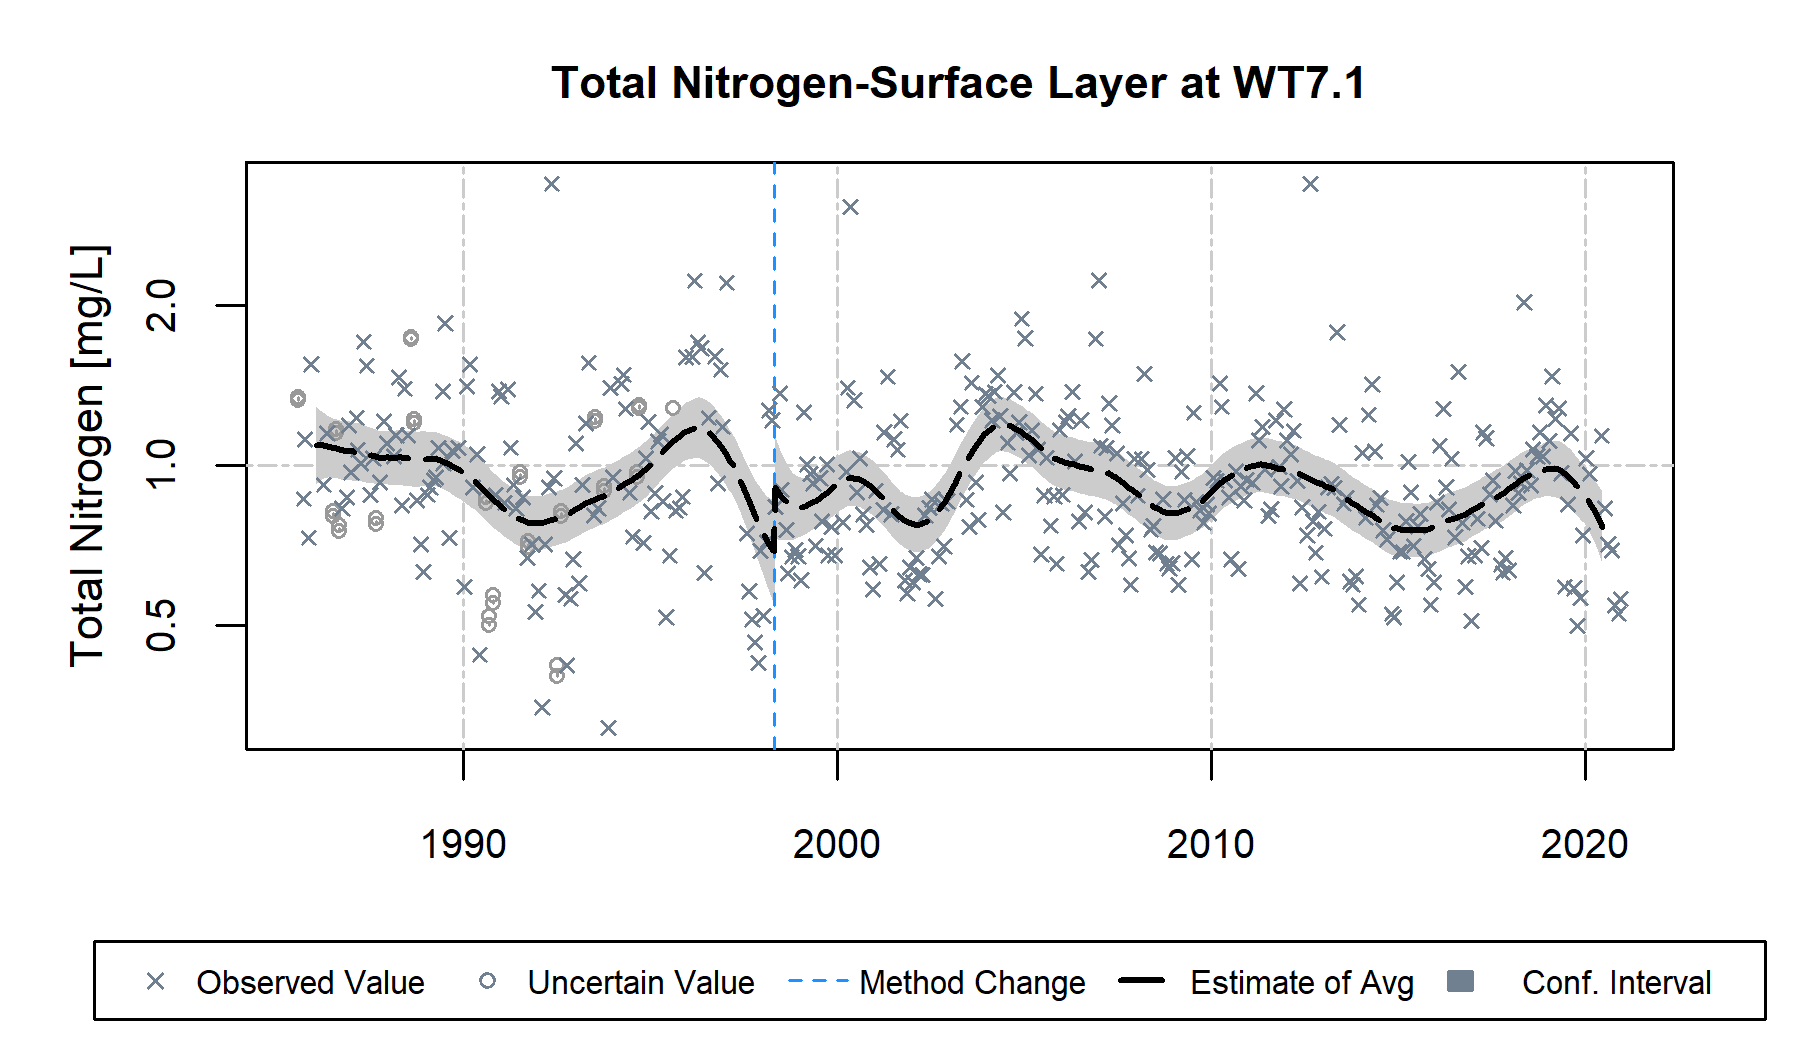 Total Nitrogen-Surface Layer at WT7.1
Total Nitrogen [mg/L]
2.0
1.0
0.5
1990 2000 2010 2020
Observed Value Uncertain Value Method Change Estimate of Avg Conf. Interval